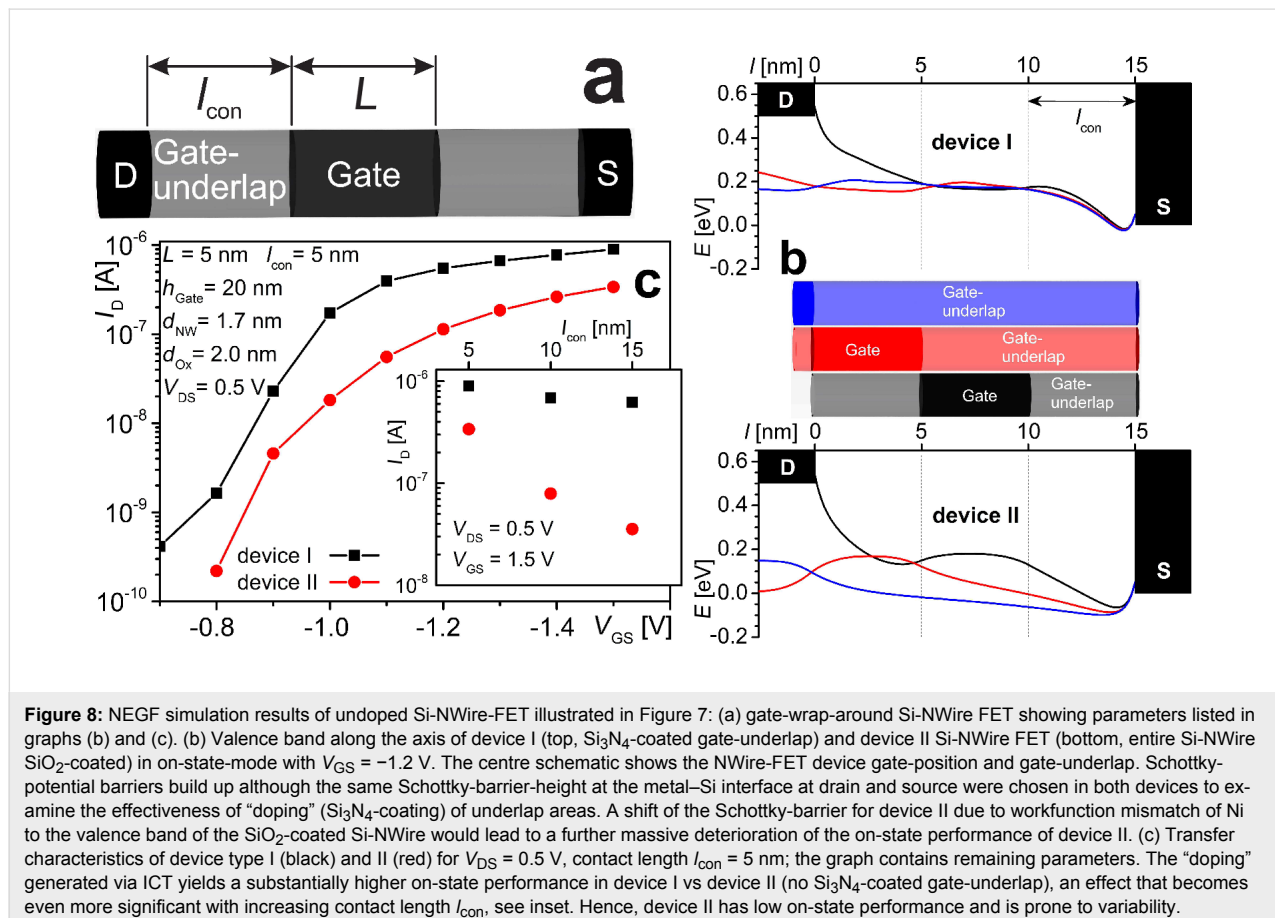 a
l_con
L
D
Gate-underlap
Gate
S
10^-6
10^-7
10^-8
10^-9
10^-10
I_D [A]
L = 5 nm l_con = 5 nm
h_Gate = 20 nm
d_NW = 1.7 nm
d_Ox = 2.0 nm
V_DS = 0.5 V
c
device I
device II
-0.8
-1.0
-1.2
-1.4
V_GS [V]
l_con [nm]
5
10
15
10^-6
10^-7
10^-8
I_D [A]
V_DS = 0.5 V
V_GS = 1.5 V
l [nm]
0
5
10
15
0.6
0.4
0.2
0.0
-0.2
E [eV]
D
device I
l_con
S
b
Gate-underlap
Gate
Gate-underlap
Gate
Gate-underlap
l [nm]
0
5
10
15
0.6
0.4
0.2
0.0
-0.2
E [eV]
D
device II
S
Figure 8: NEGF simulation results of undoped Si-NWire-FET illustrated in Figure 7: (a) gate-wrap-around Si-NWire FET showing parameters listed in
graphs (b) and (c). (b) Valence band along the axis of device I (top, Si3N4-coated gate-underlap) and device II Si-NWire FET (bottom, entire Si-NWire
SiO2-coated) in on-state-mode with V_GS = −1.2 V. The centre schematic shows the NWire-FET device gate-position and gate-underlap. Schottky-
potential barriers build up although the same Schottky-barrier-height at the metal–Si interface at drain and source were chosen in both devices to ex-
amine the effectiveness of “doping” (Si3N4-coating) of underlap areas. A shift of the Schottky-barrier for device II due to workfunction mismatch of Ni
to the valence band of the SiO2-coated Si-NWire would lead to a further massive deterioration of the on-state performance of device II. (c) Transfer
characteristics of device type I (black) and II (red) for V_DS = 0.5 V, contact length l_con = 5 nm; the graph contains remaining parameters. The “doping”
generated via ICT yields a substantially higher on-state performance in device I vs device II (no Si3N4-coated gate-underlap), an effect that becomes
even more significant with increasing contact length l_con, see inset. Hence, device II has low on-state performance and is prone to variability.